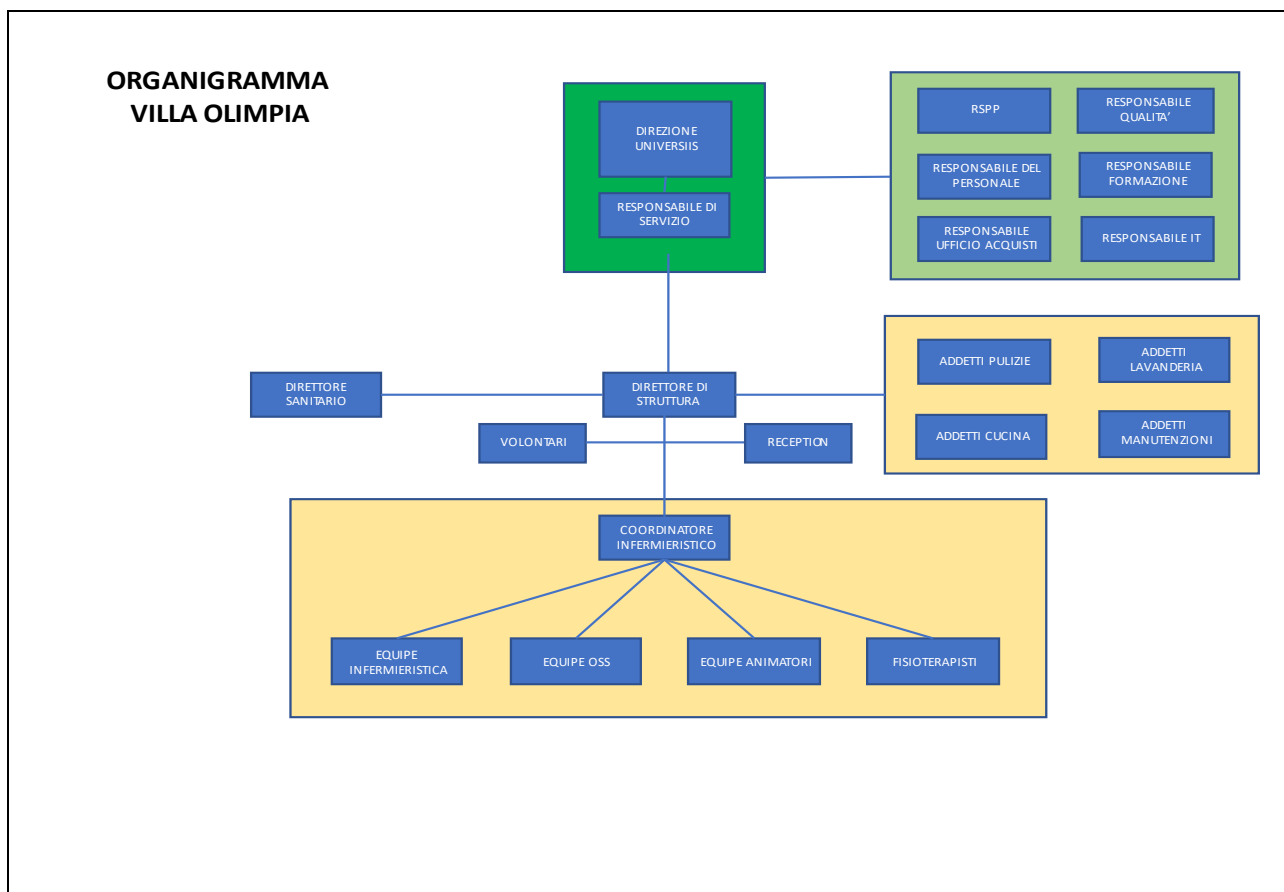 ORGANIGRAMMA
VILLA OLIMPIA
DIREZIONE
UNIVERSIIS
RESPONSABILE DI
SERVIZIO
RSPP
RESPONSABILE
QUALITA’
RESPONSABILE DEL
PERSONALE
RESPONSABILE
FORMAZIONE
RESPONSABILE
UFFICIO ACQUISTI
RESPONSABILE IT
DIRETTORE
SANITARIO
DIRETTORE DI
STRUTTURA
ADDETTI PULIZIE
ADDETTI
LAVANDERIA
ADDETTI CUCINA
ADDETTI
MANUTENZIONI
VOLONTARI
RECEPTION
COORDINATORE
INFERMIERISTICO
EQUIPE
INFERMIERISTICA
EQUIPE OSS
EQUIPE ANIMATORI
FISIOTERAPISTI